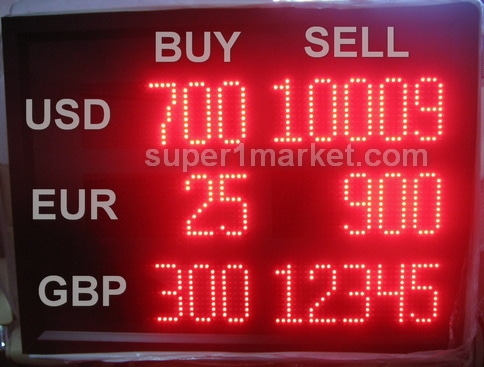 BUY SELL
USD 700 10009
super1market.com
EUR 25 900
GBP 300 12345